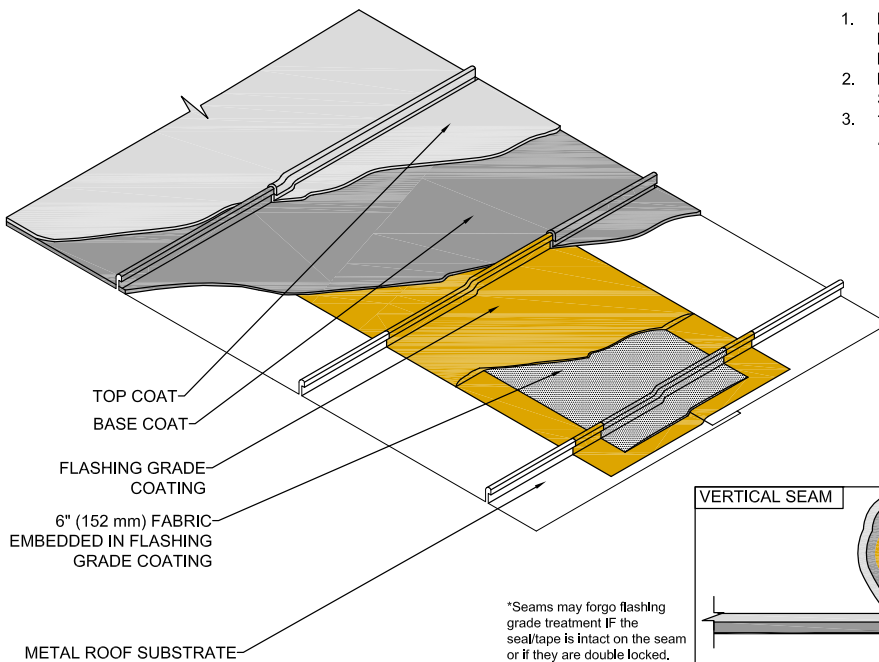 1.
2.
3.
TOP COAT
BASE COAT
FLASHING GRADE
COATING
6" (152 mm) FABRIC
EMBEDDED IN FLASHING
GRADE COATING
METAL ROOF SUBSTRATE
*Seams may forgo flashing
grade treatment IF the
seal/tape is intact on the seam
or if they are double locked.
VERTICAL SEAM